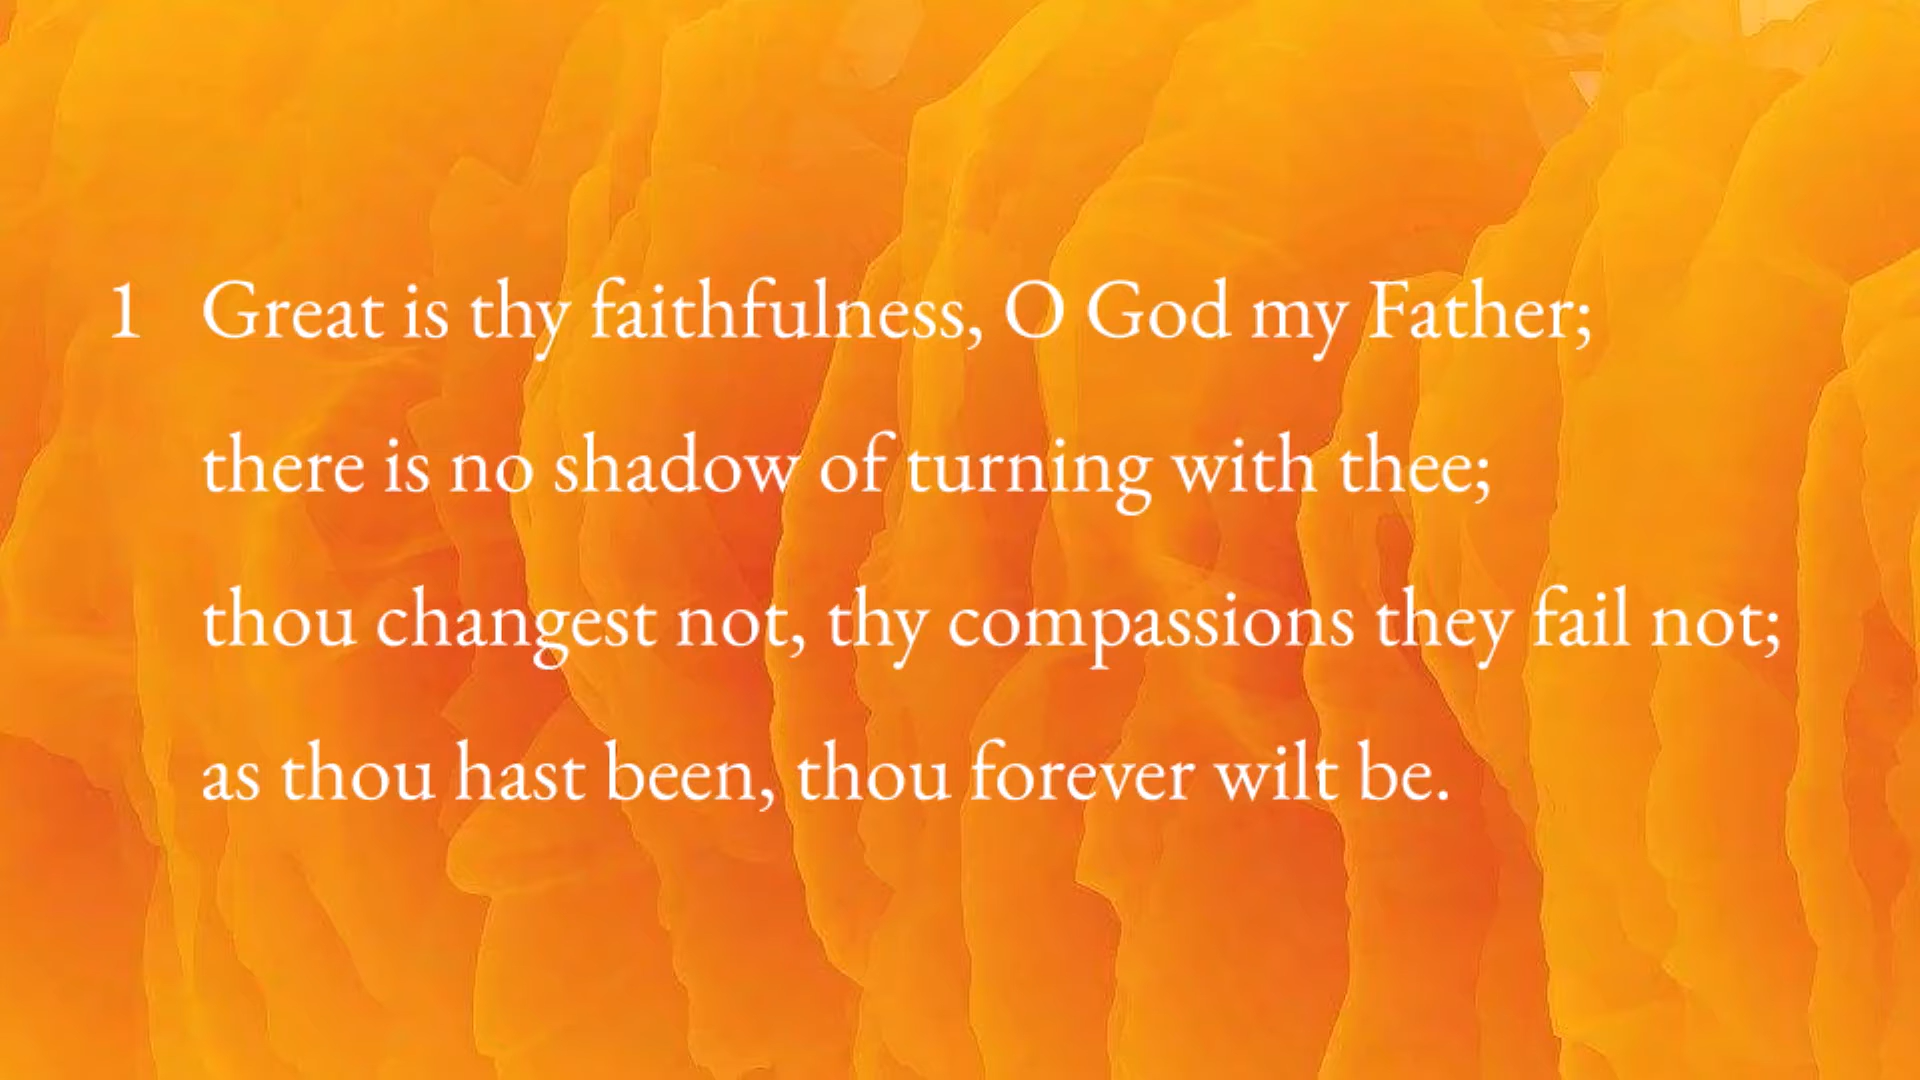 1 Great is thy faithfulness, O God my Father;
there is no shadow of turning with thee;
thou changest not, thy compassions they fail not;
as thou hast been, thou forever wilt be.